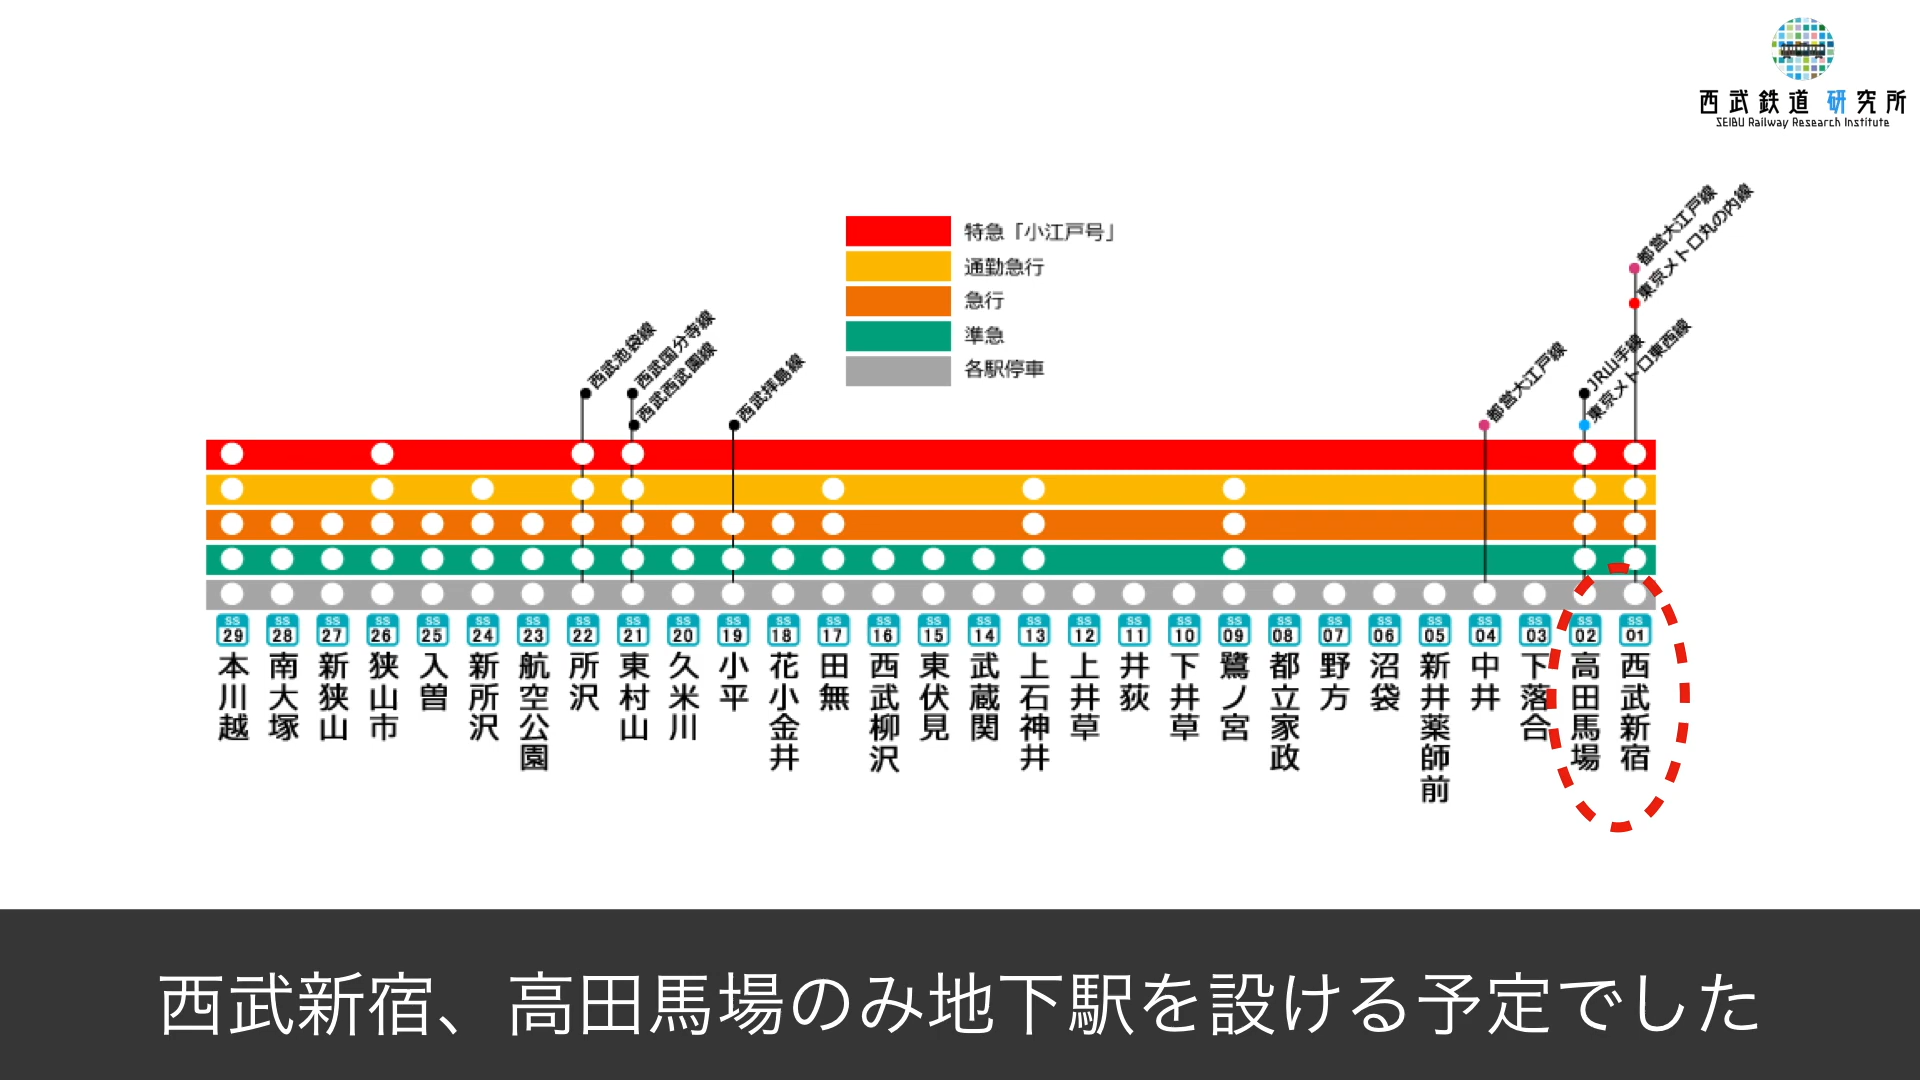 西武鉄道 研究所
SEIBU Railway Research Institute
特急「小江戸号」
通勤急行
急行
準急
各駅停車
西武池袋線
西武国分寺線
西武西武園線
西武拝島線
都営大江戸線
JR山手線
東京メトロ東西線
都営大江戸線
東京メトロ丸の内線
SS 29 本川越
SS 28 南大塚
SS 27 新狭山
SS 26 狭山市
SS 25 入曽
SS 24 新所沢
SS 23 航空公園
SS 22 所沢
SS 21 東村山
SS 20 久米川
SS 19 小平
SS 18 花小金井
SS 17 田無
SS 16 西武柳沢
SS 15 東伏見
SS 14 武蔵関
SS 13 上石神井
SS 12 上井草
SS 11 井荻
SS 10 下井草
SS 09 鷺ノ宮
SS 08 都立家政
SS 07 野方
SS 06 沼袋
SS 05 新井薬師前
SS 04 中井
SS 03 下落合
SS 02 高田馬場
SS 01 西武新宿
西武新宿、高田馬場のみ地下駅を設ける予定でした